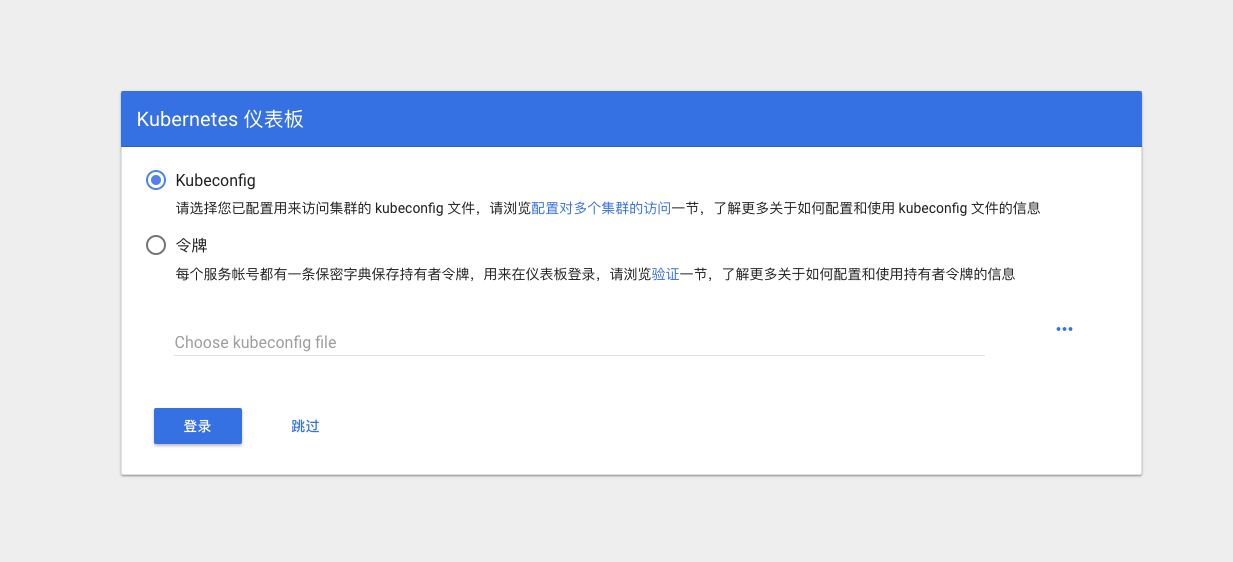 Kubernetes 仪表板
Kubeconfig
请选择您已配置用来访问集群的 kubeconfig 文件，请浏览配置对多个集群的访问一节，了解更多关于如何配置和使用 kubeconfig 文件的信息
令牌
每个服务帐号都有一条保密字典保存持有者令牌，用来在仪表板登录，请浏览验证一节，了解更多关于如何配置和使用持有者令牌的信息
Choose kubeconfig file
登录 跳过